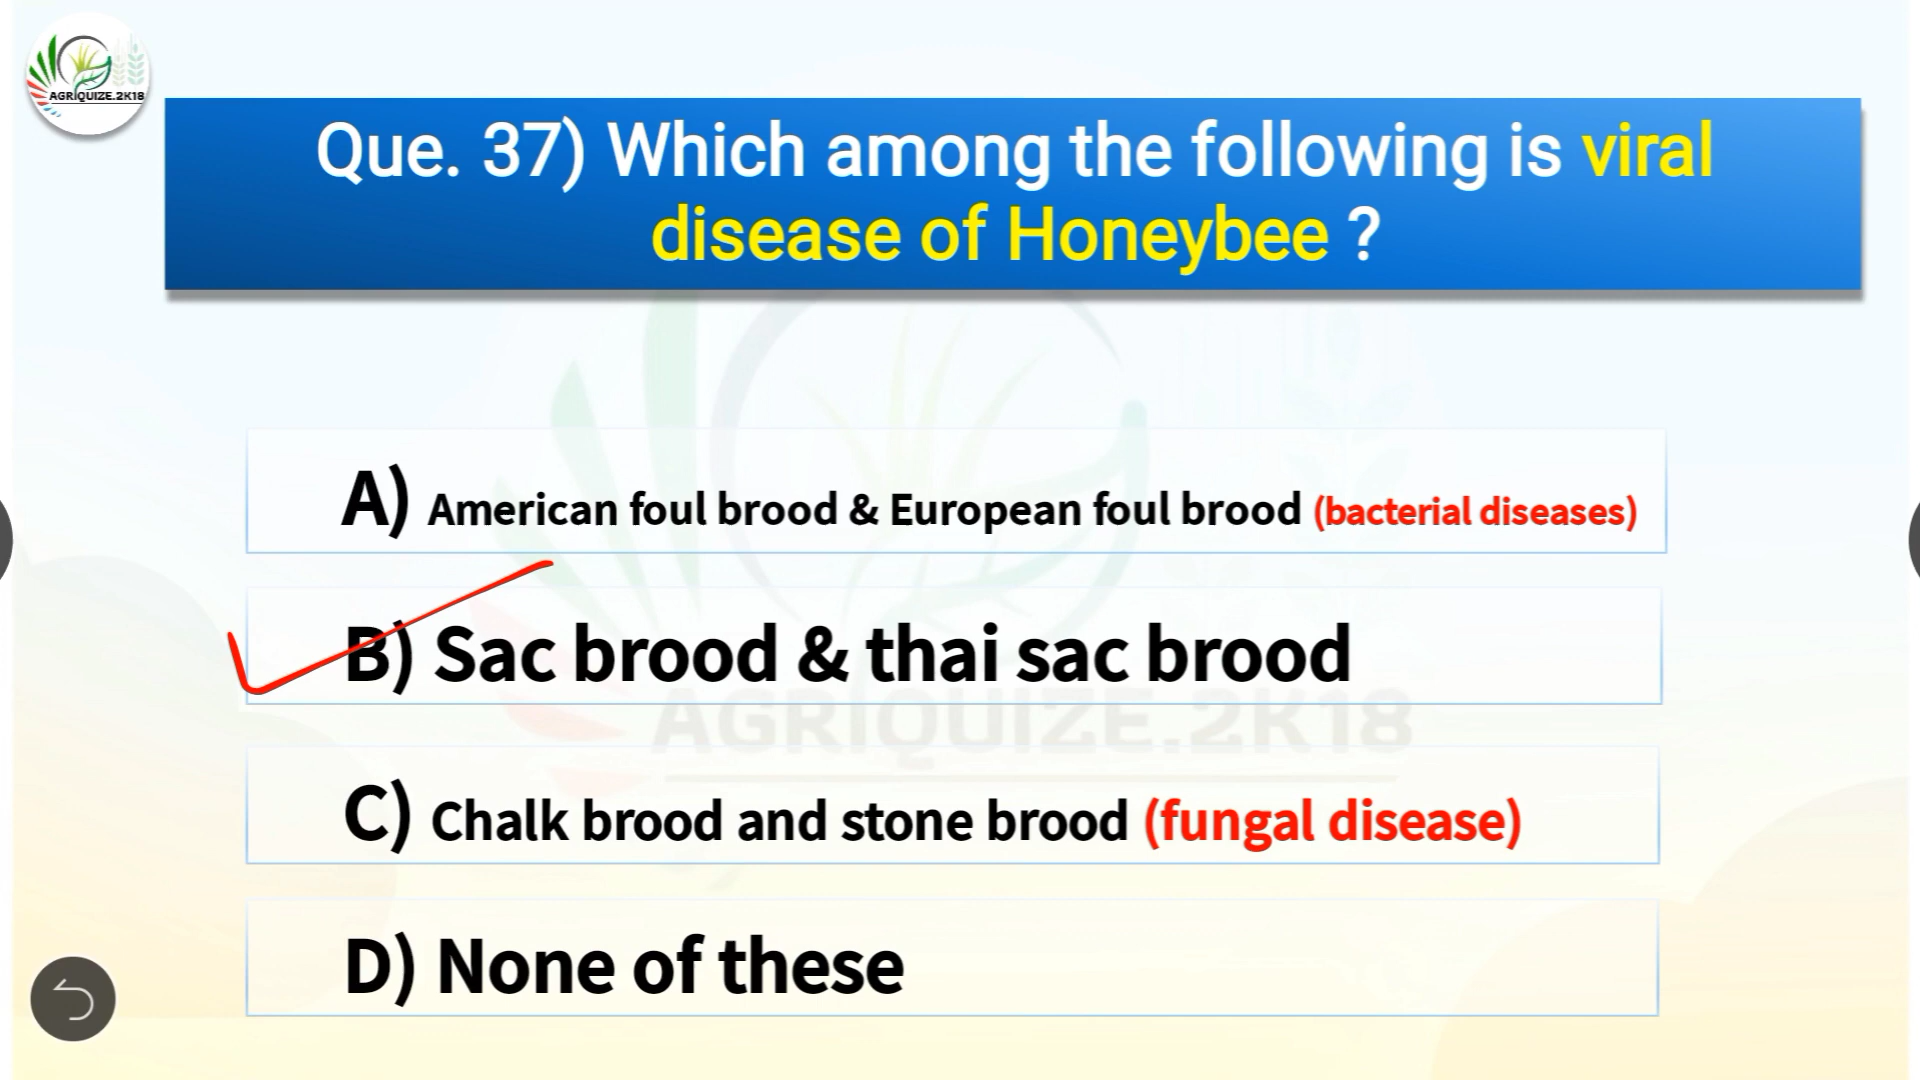 AGRIQUIZE.2K18
Que. 37) Which among the following is viral
disease of Honeybee ?
A) American foul brood & European foul brood (bacterial diseases)
B) Sac brood & thai sac brood
AGRIQUIZE.2K18
C) Chalk brood and stone brood (fungal disease)
D) None of these